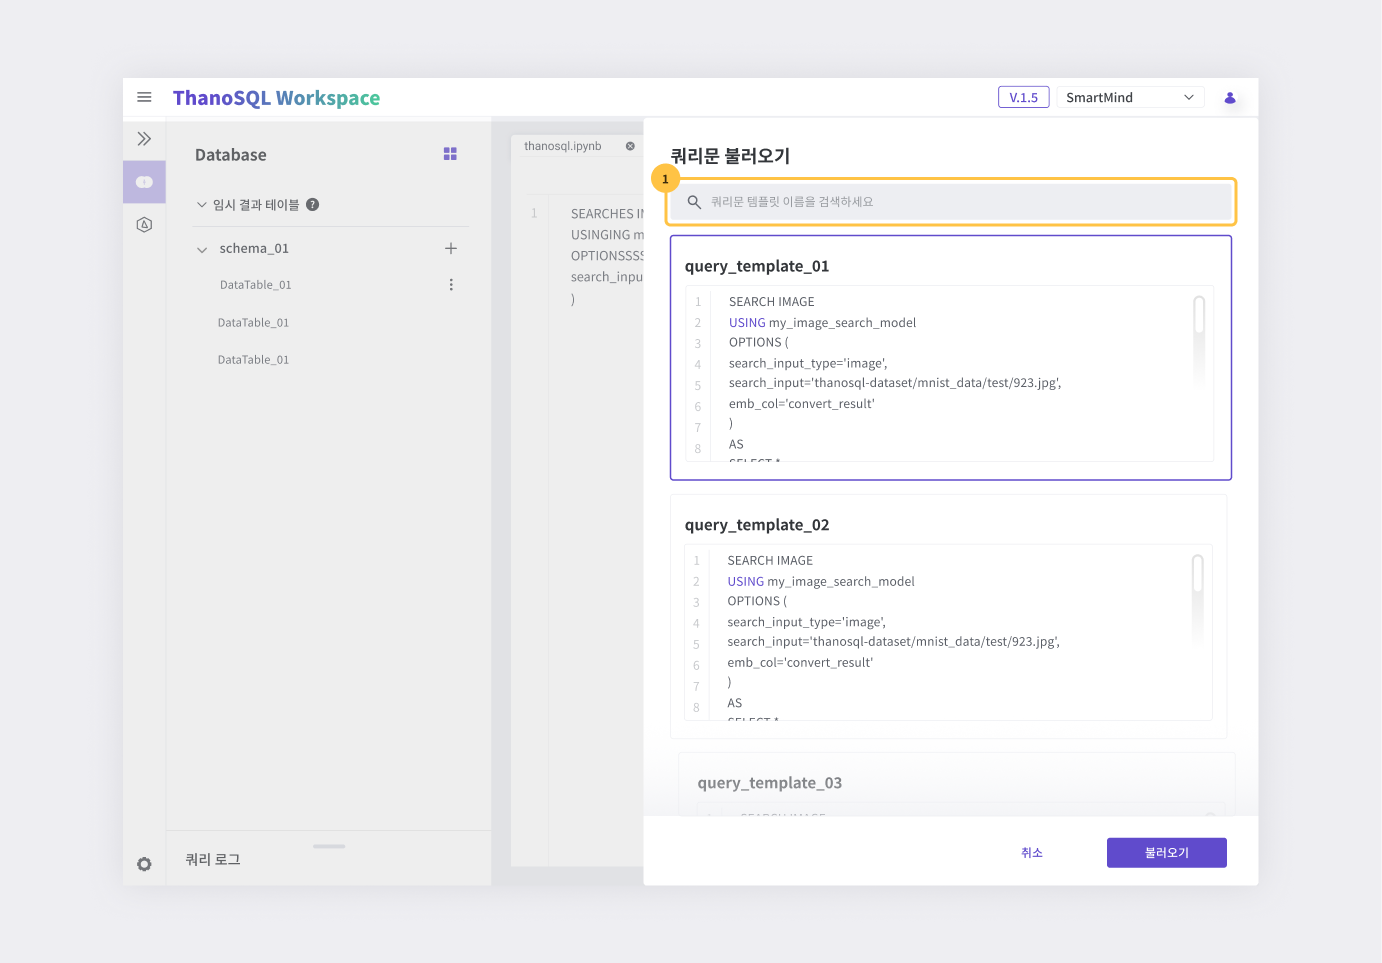 ThanoSQL Workspace
V.1.5
SmartMind
Database
임시 결과 테이블 ?
schema_01
DataTable_01
DataTable_01
DataTable_01
쿼리 로그
thanosql.ipynb
1
SEARCHES
USINGING
OPTIONSSSS
search_inpu
)
쿼리문 불러오기
1
쿼리문 템플릿 이름을 검색하세요
query_template_01
1 SEARCH IMAGE
2 USING my_image_search_model
3 OPTIONS (
4 search_input_type='image',
5 search_input='thanosql-dataset/mnist_data/test/923.jpg',
6 emb_col='convert_result'
7 )
8 AS
SELECT *
query_template_02
1 SEARCH IMAGE
2 USING my_image_search_model
3 OPTIONS (
4 search_input_type='image',
5 search_input='thanosql-dataset/mnist_data/test/923.jpg',
6 emb_col='convert_result'
7 )
8 AS
SELECT *
query_template_03
SEARCH IMAGE
취소
불러오기